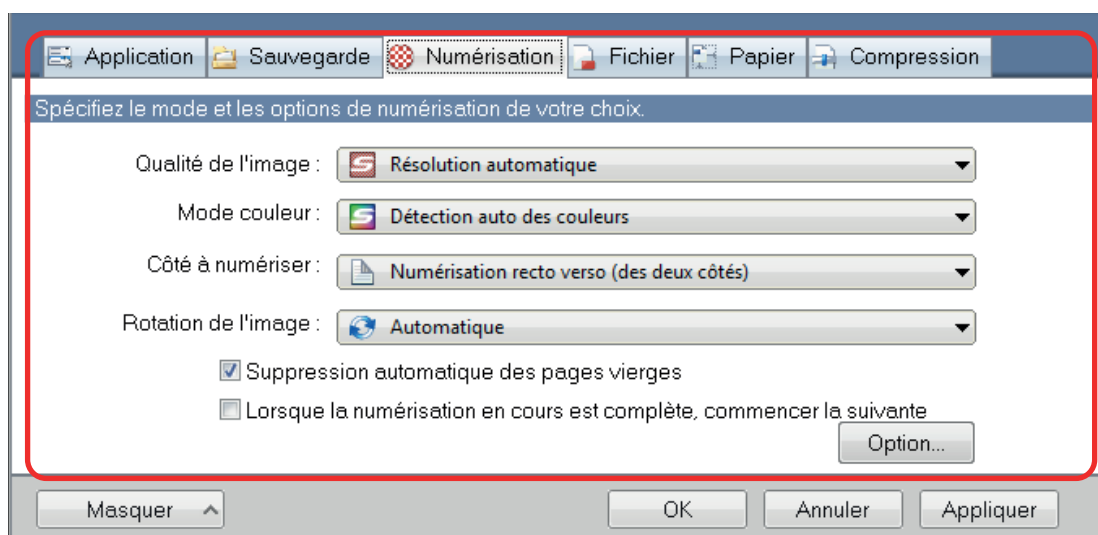 Application Sauvegarde Numérisation Fichier Papier Compression
Spécifiez le mode et les options de numérisation de votre choix.
Qualité de l'image : Résolution automatique
Mode couleur : Détection auto des couleurs
Côté à numériser : Numérisation recto verso (des deux côtés)
Rotation de l'image : Automatique
Suppression automatique des pages vierges
Lorsque la numérisation en cours est complète, commencer la suivante
Option...
Masquer OK Annuler Appliquer